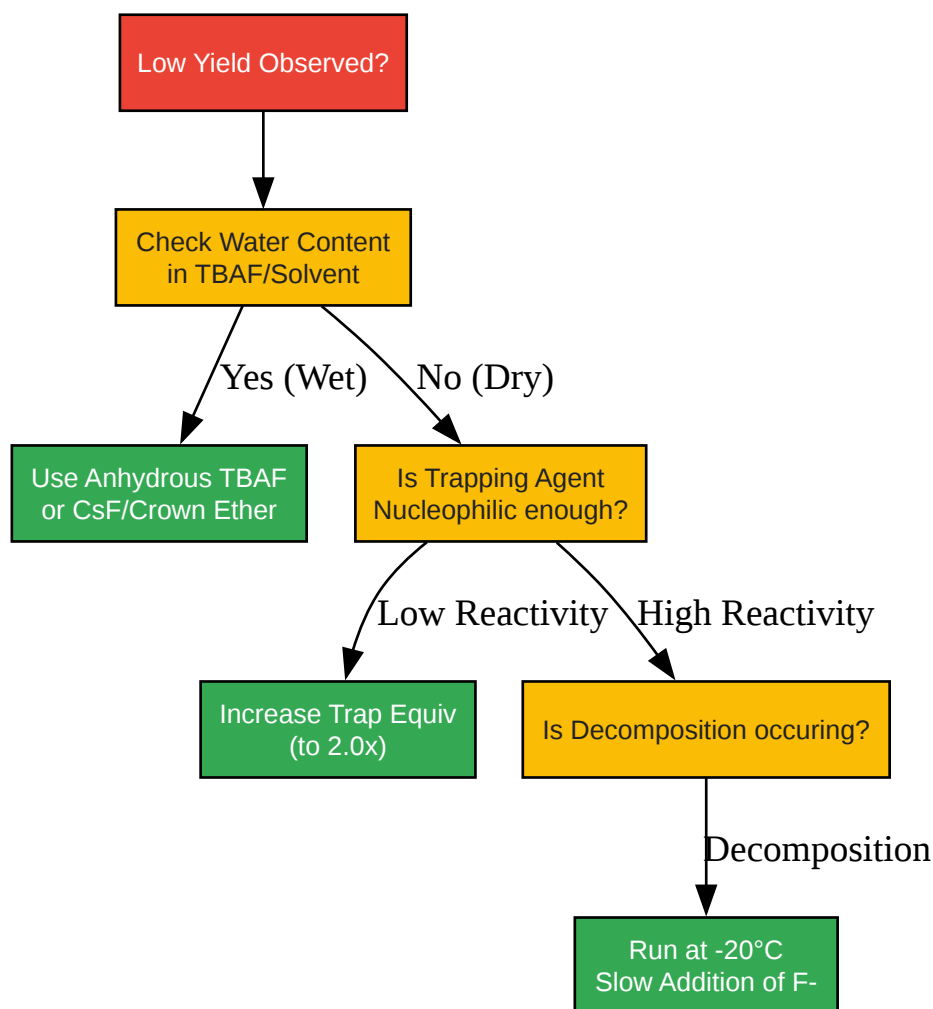 Low Yield Observed?
Check Water Content
in TBAF/Solvent
Yes (Wet)
No (Dry)
Use Anhydrous TBAF
or CsF/Crown Ether
Is Trapping Agent
Nucleophilic enough?
Low Reactivity
High Reactivity
Increase Trap Equiv
(to 2.0x)
Is Decomposition occuring?
Decomposition
Run at -20°C
Slow Addition of F-